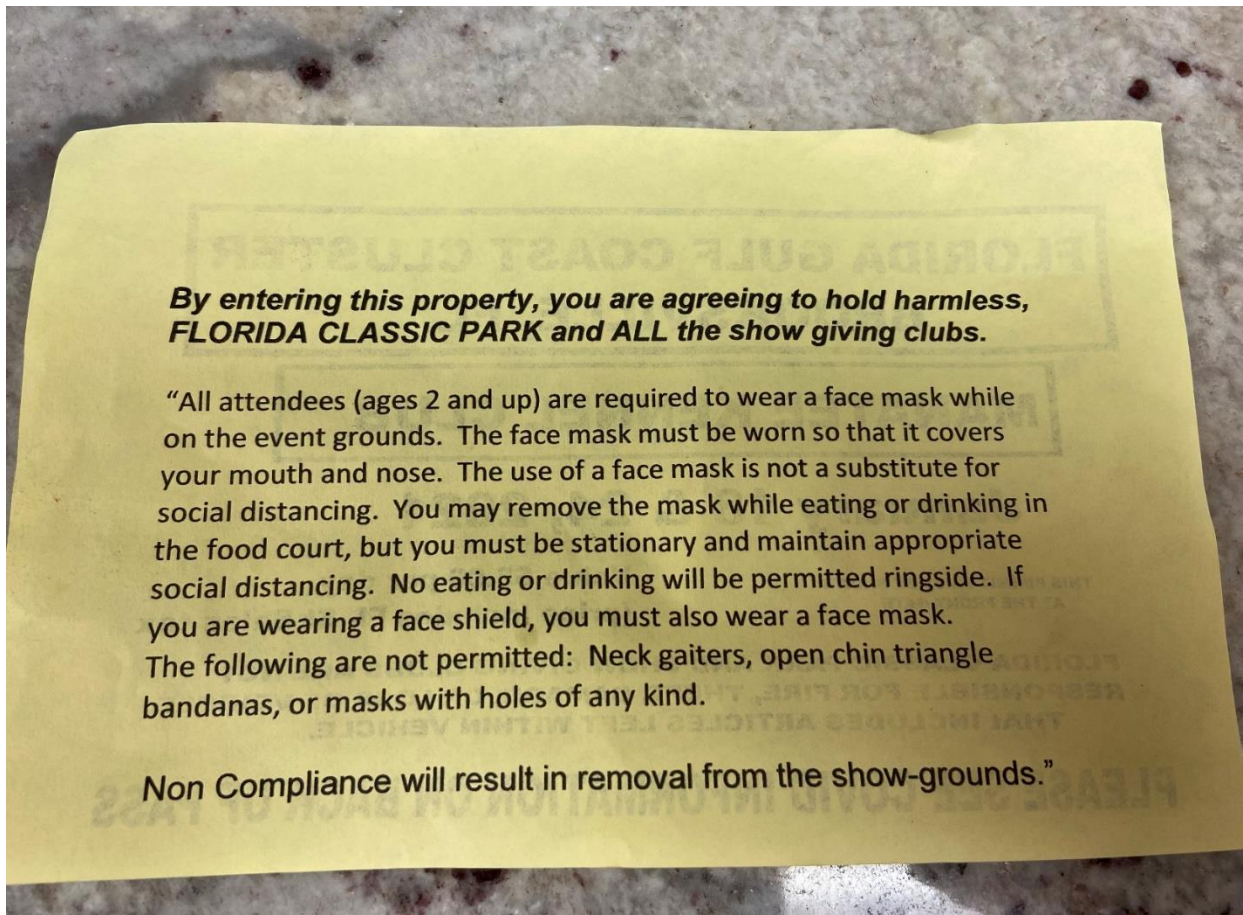 By entering this property, you are agreeing to hold harmless,
FLORIDA CLASSIC PARK and ALL the show giving clubs.
“All attendees (ages 2 and up) are required to wear a face mask while
on the event grounds.  The face mask must be worn so that it covers
your mouth and nose.  The use of a face mask is not a substitute for
social distancing.  You may remove the mask while eating or drinking in
the food court, but you must be stationary and maintain appropriate
social distancing.  No eating or drinking will be permitted ringside.  If
you are wearing a face shield, you must also wear a face mask.
The following are not permitted:  Neck gaiters, open chin triangle
bandanas, or masks with holes of any kind.
Non Compliance will result in removal from the show-grounds.”